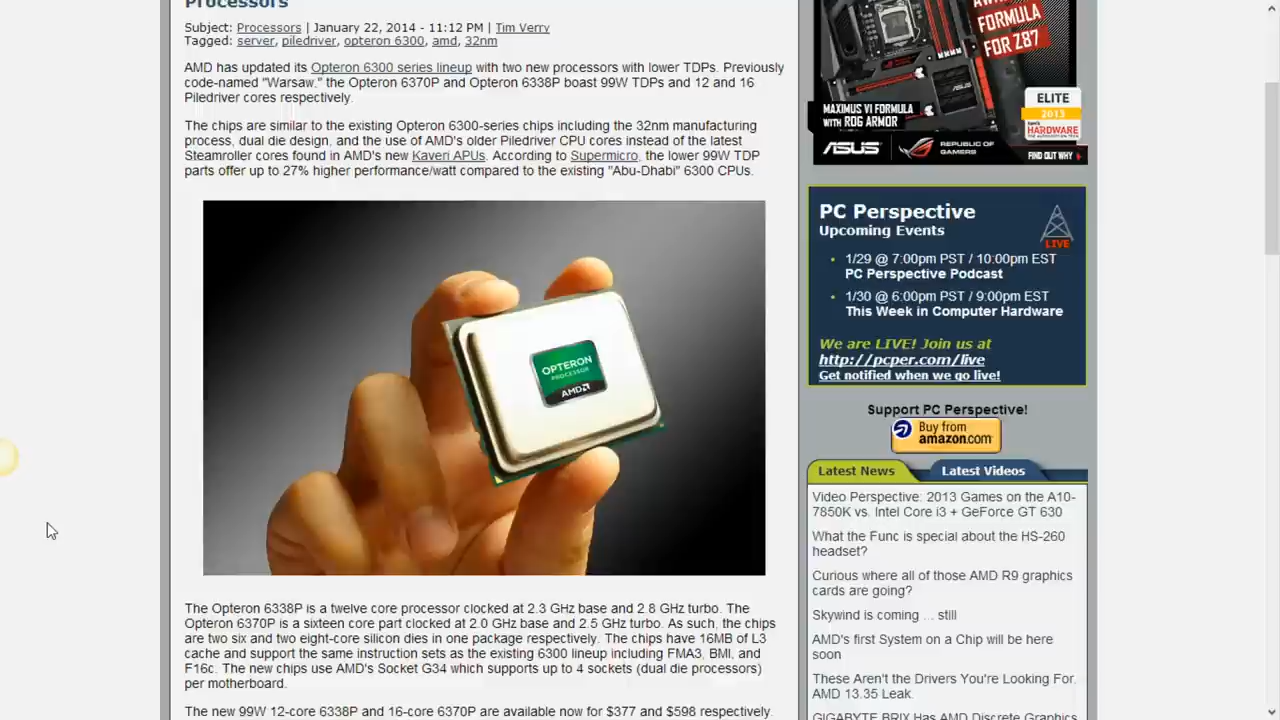 Processors
Subject: Processors | January 22, 2014 - 11:12 PM | Tim Verry
Tagged: server, piledriver, opteron 6300, amd, 32nm
AMD has updated its Opteron 6300 series lineup with two new processors with lower TDPs. Previously
code-named "Warsaw," the Opteron 6370P and Opteron 6338P boast 99W TDPs and 12 and 16
Piledriver cores respectively.
The chips are similar to the existing Opteron 6300-series chips including the 32nm manufacturing
process, dual die design, and the use of AMD's older Piledriver CPU cores instead of the latest
Steamroller cores found in AMD's new Kaveri APUs. According to Supermicro, the lower 99W TDP
parts offer up to 27% higher performance/watt compared to the existing "Abu-Dhabi" 6300 CPUs.
OPTERON
PROCESSOR
AMD
The Opteron 6338P is a twelve core processor clocked at 2.3 GHz base and 2.8 GHz turbo. The
Opteron 6370P is a sixteen core part clocked at 2.0 GHz base and 2.5 GHz turbo. As such, the chips
are two six and two eight-core silicon dies in one package respectively. The chips have 16MB of L3
cache and support the same instruction sets as the existing 6300 lineup including FMA3, BMI, and
F16c. The new chips use AMD's Socket G34 which supports up to 4 sockets (dual die processors)
per motherboard.
The new 99W 12-core 6338P and 16-core 6370P are available now for $377 and $598 respectively.
FORMULA
FOR Z87
MAXIMUS VI FORMULA
WITH ROG ARMOR
ELITE
2013
HARDWARE
ASUS
REPUBLIC OF
GAMERS
FIND OUT WHY
PC Perspective
Upcoming Events
LIVE
1/29 @ 7:00pm PST / 10:00pm EST
PC Perspective Podcast
1/30 @ 6:00pm PST / 9:00pm EST
This Week in Computer Hardware
We are LIVE! Join us at
http://pcper.com/live
Get notified when we go live!
Support PC Perspective!
Buy from
amazon.com
Latest News
Latest Videos
Video Perspective: 2013 Games on the A10-
7850K vs. Intel Core i3 + GeForce GT 630
What the Func is special about the HS-260
headset?
Curious where all of those AMD R9 graphics
cards are going?
Skywind is coming ... still
AMD's first System on a Chip will be here
soon
These Aren't the Drivers You're Looking For.
AMD 13.35 Leak.
GIGABYTE BRIX Has AMD Discrete Graphics